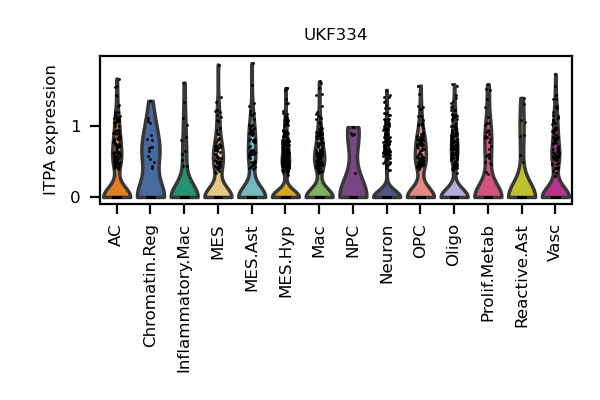 UKF334
ITPA expression
1
0
AC
Chromatin.Reg
Inflammatory.Mac
MES
MES.Ast
MES.Hyp
Mac
NPC
Neuron
OPC
Oligo
Prolif.Metab
Reactive.Ast
Vasc